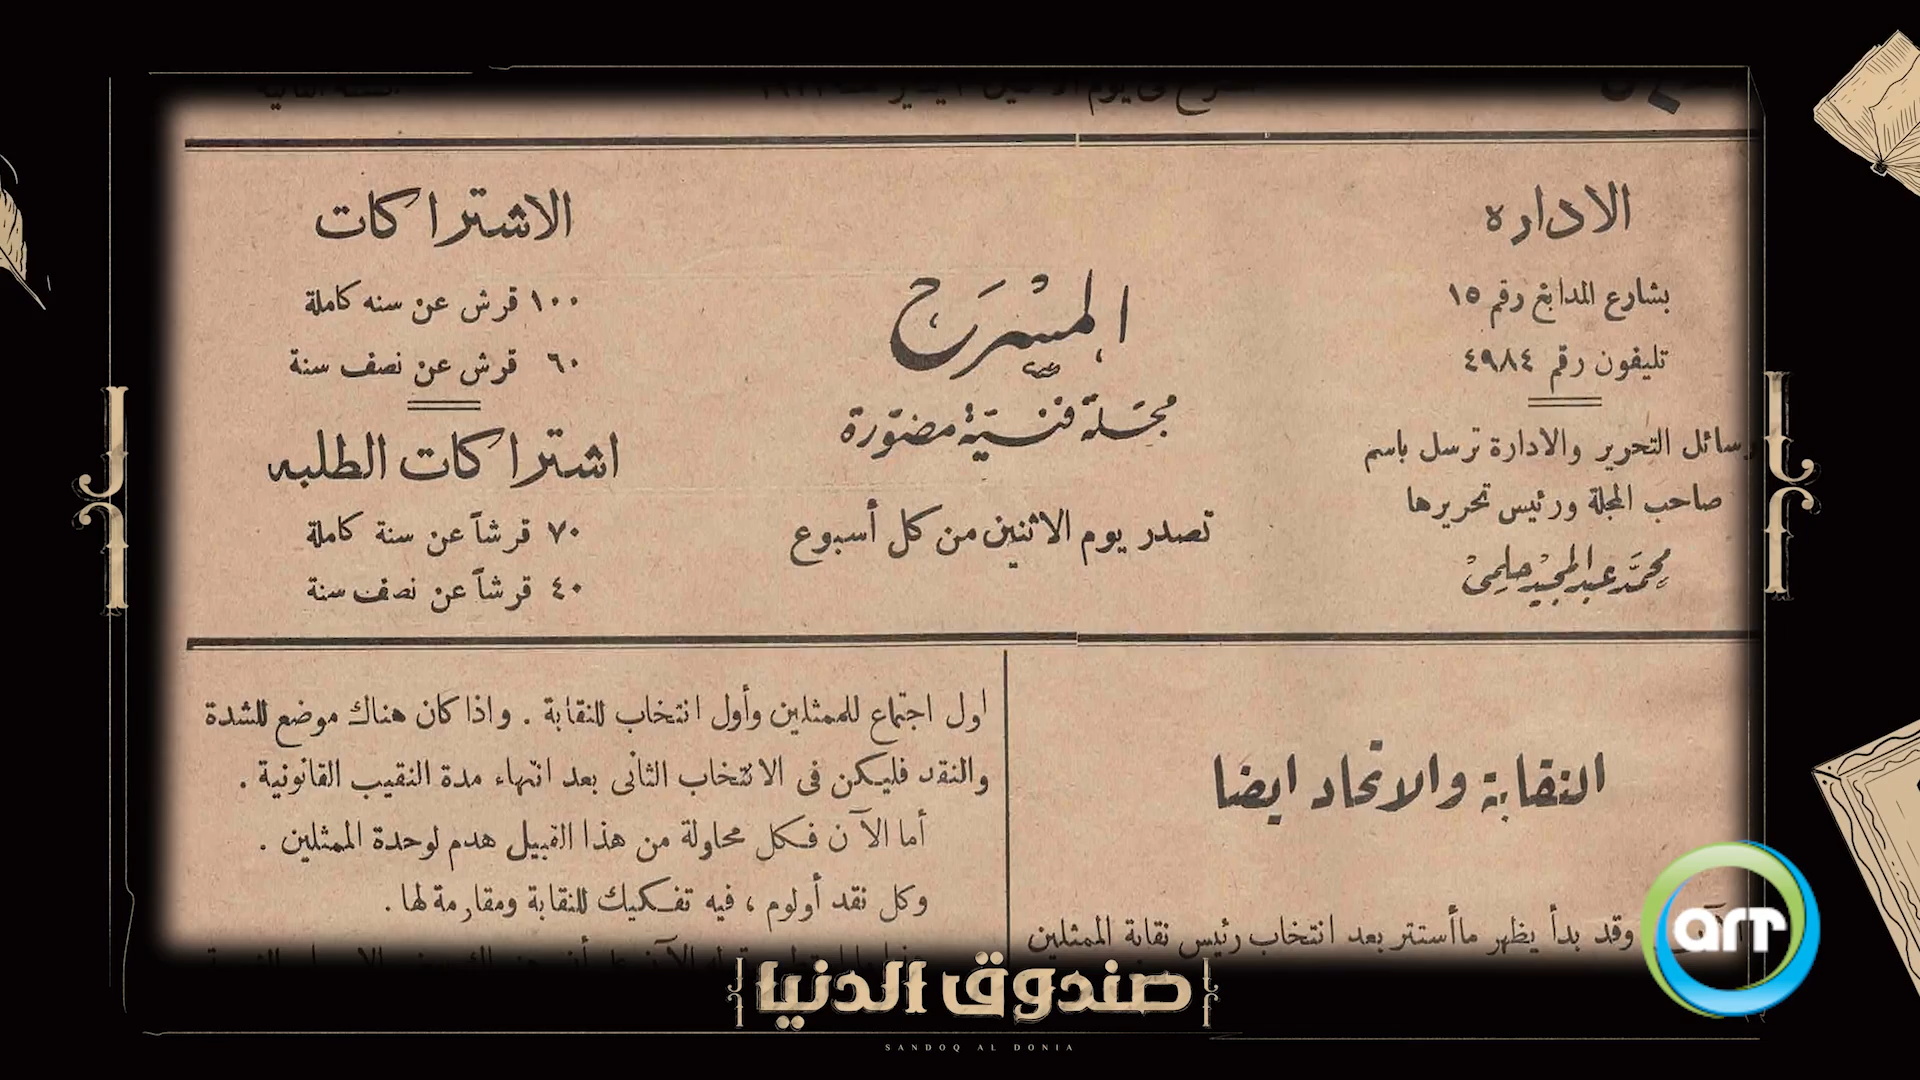 الاداره
بشارع المدابغ رقم ١٥
تليفون رقم ٤٩٨٤
رسائل التحرير والادارة ترسل باسم
صاحب المجلة ورئيس تحريرها
محمد عبد المجيد حلمى
المسرح
مجلة فنية مصورة
تصدر يوم الاثنين من كل أسبوع
الاشتراكات
١٠٠ قرش عن سنه كاملة
٦٠ قرش عن نصف سنة
اشتراكات الطلبه
٧٠ قرشاً عن سنة كاملة
٤٠ قرشاً عن نصف سنة
النقابة والاتحاد ايضا
وقد بدأ يظهر ماأستتر بعد انتخاب رئيس نقابة الممثلين
اول اجتماع للممثلين وأول انتخاب للنقابة . واذا كان هناك موضع للشدة
والنقد فليكن فى الانتخاب الثانى بعد انتهاء مدة النقيب القانونية .
أما الآن فكل محاولة من هذا القبيل هدم لوحدة الممثلين .
وكل نقد أولوم ، فيه تفكيك للنقابة ومقارمة لها .
art
صندوق الدنيا
SANDOQ AL DONIA